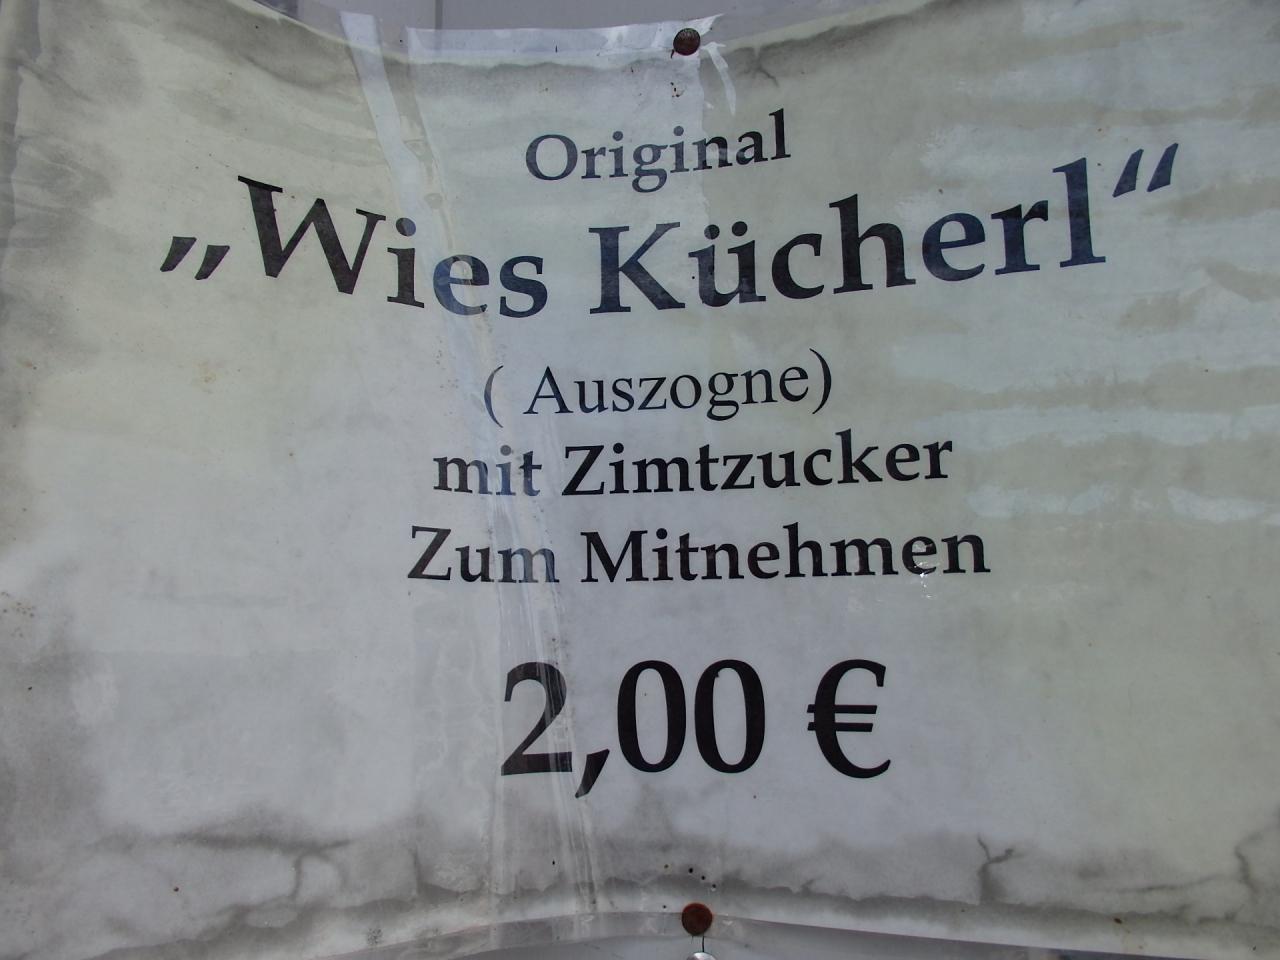 Original
„Wies Kücherl“
( Auszogne)
mit Zimtzucker
Zum Mitnehmen
2,00 €